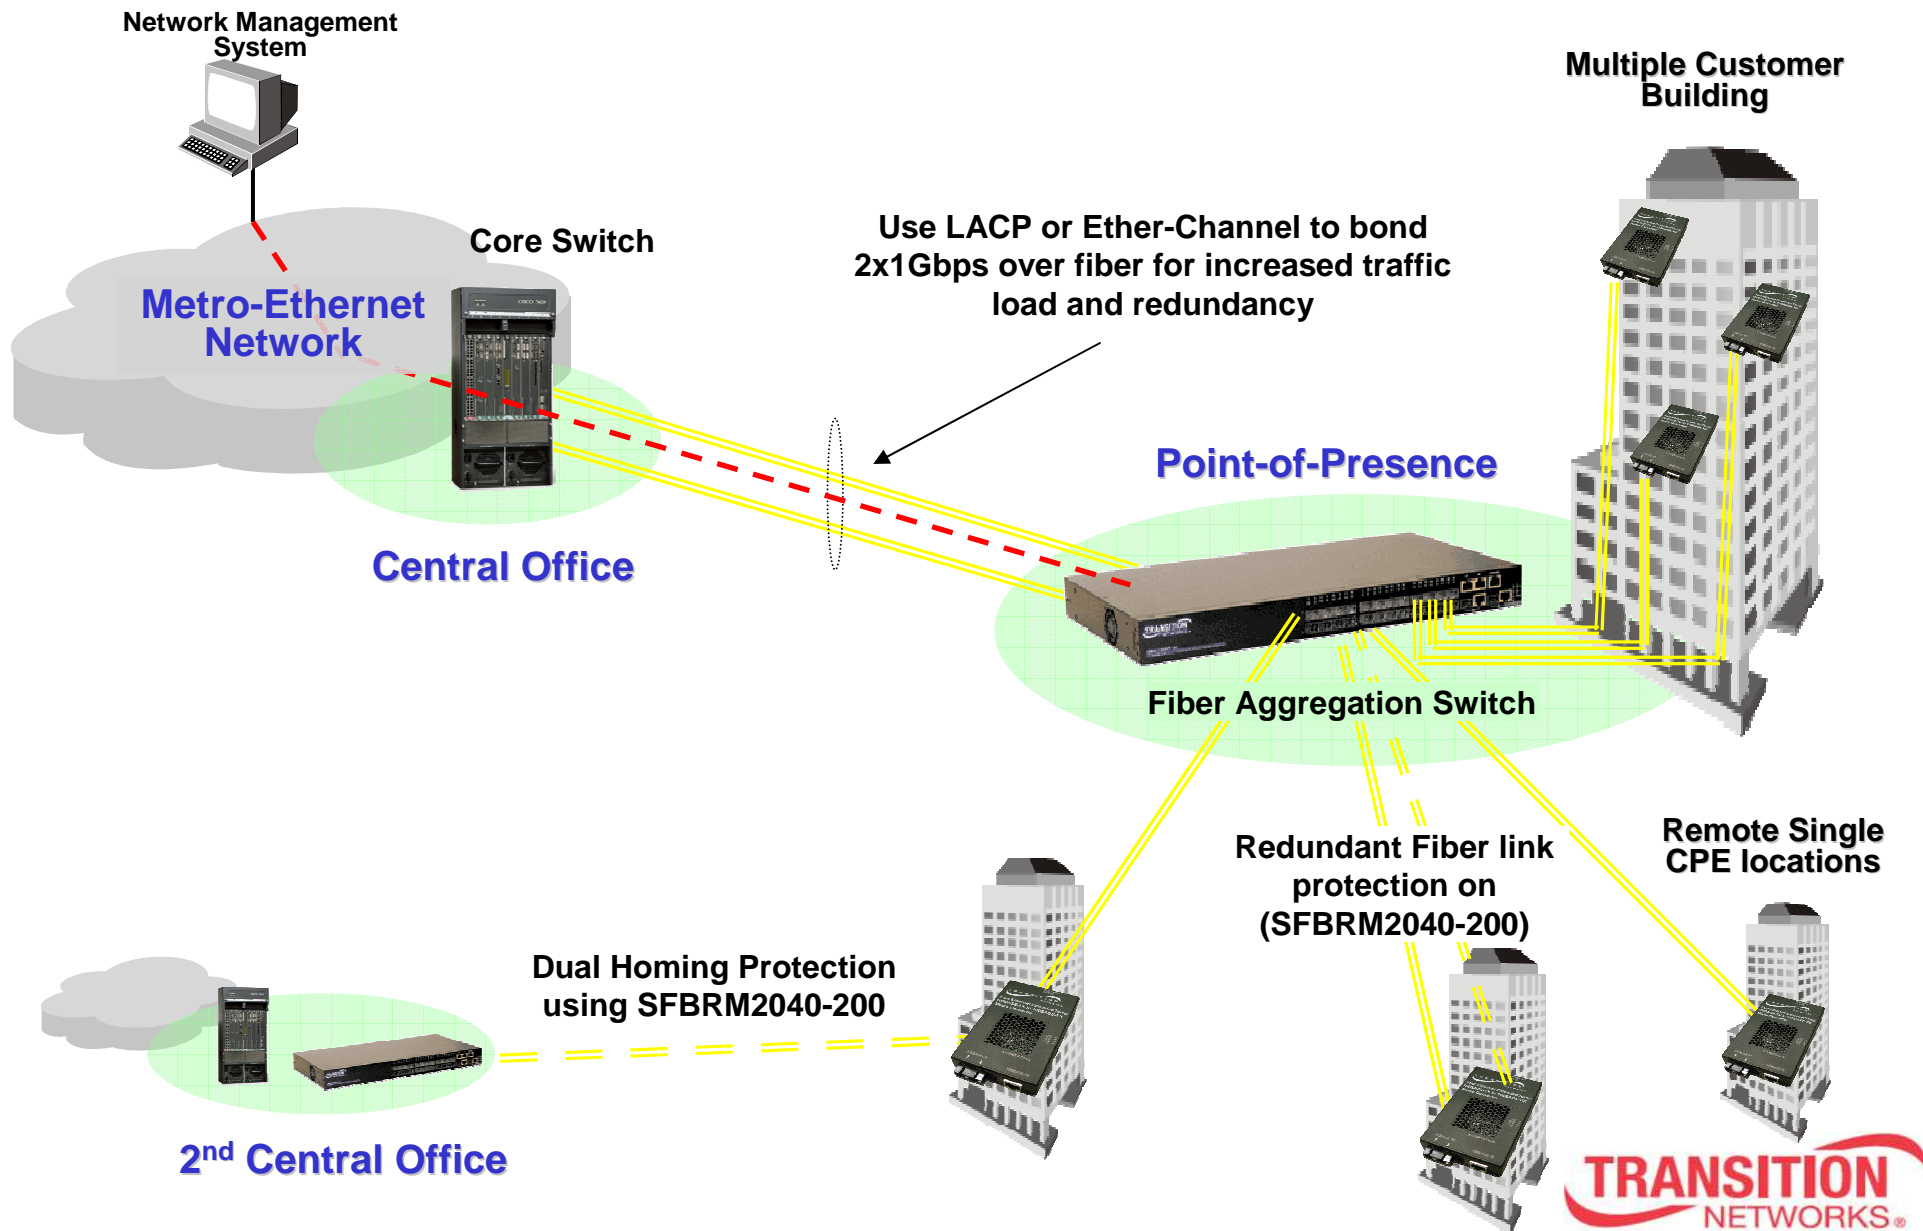 Network Management
System
Multiple Customer
Building
Core Switch
Use LACP or Ether-Channel to bond
2x1Gbps over fiber for increased traffic
load and redundancy
Metro-Ethernet
Network
Point-of-Presence
Central Office
Fiber Aggregation Switch
Redundant Fiber link
protection on
(SFBRM2040-200)
Remote Single
CPE locations
Dual Homing Protection
using SFBRM2040-200
2nd Central Office
TRANSITION
NETWORKS®